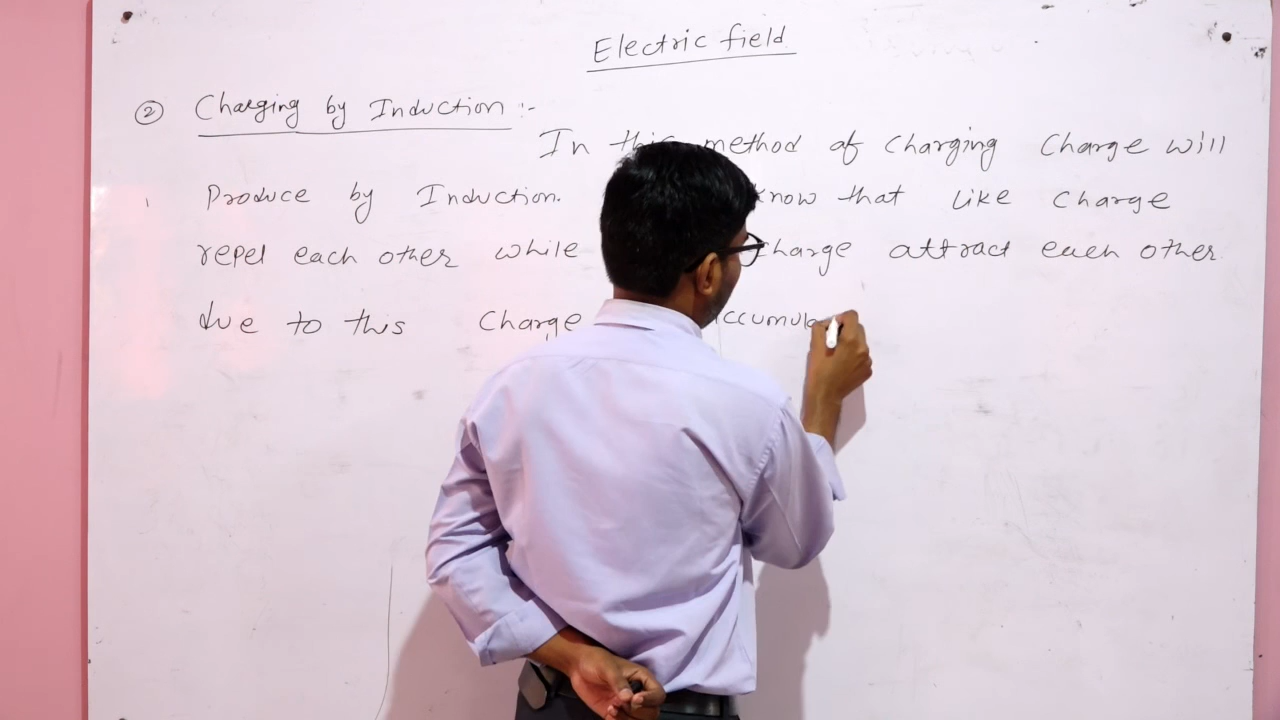 Electric field
② Charging by Induction :-
In this method of charging Charge will
Produce by Induction. know that like charge
repel each other while charge attract each other
due to this Charge